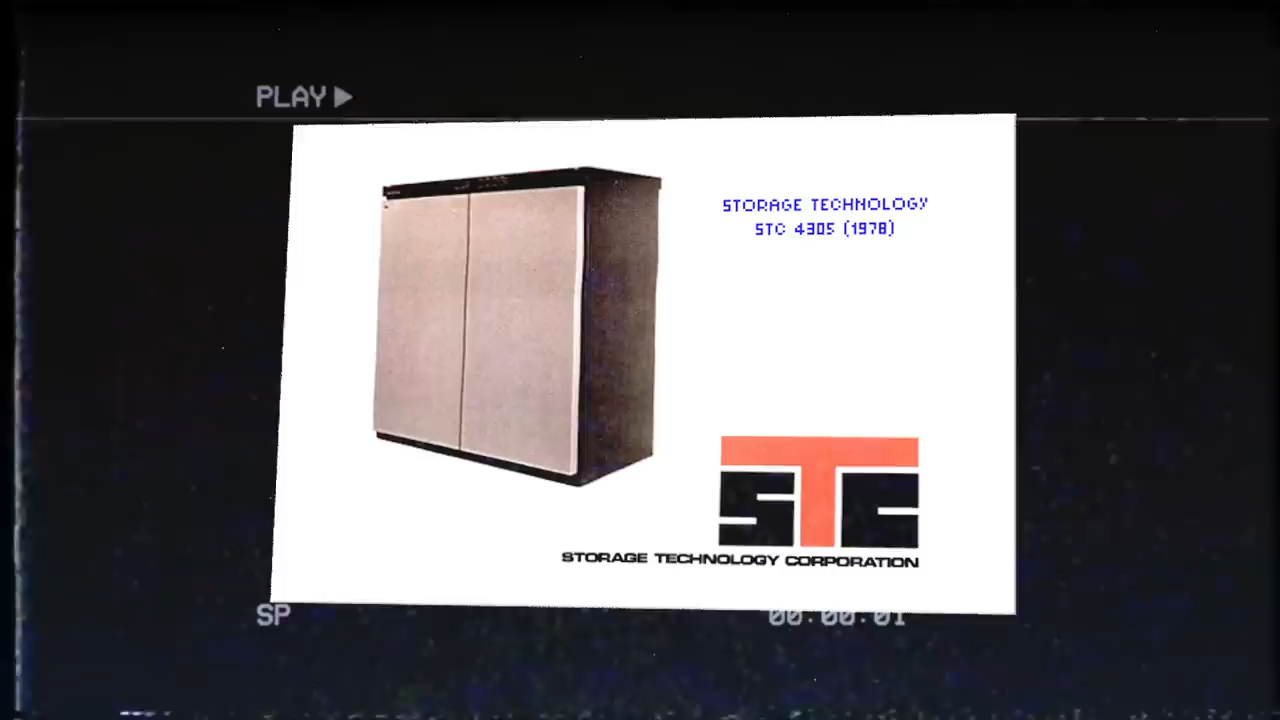 PLAY
STORAGE TECHNOLOGY
STC 4305 (1978)
STC
STORAGE TECHNOLOGY CORPORATION
SP
00:00:01